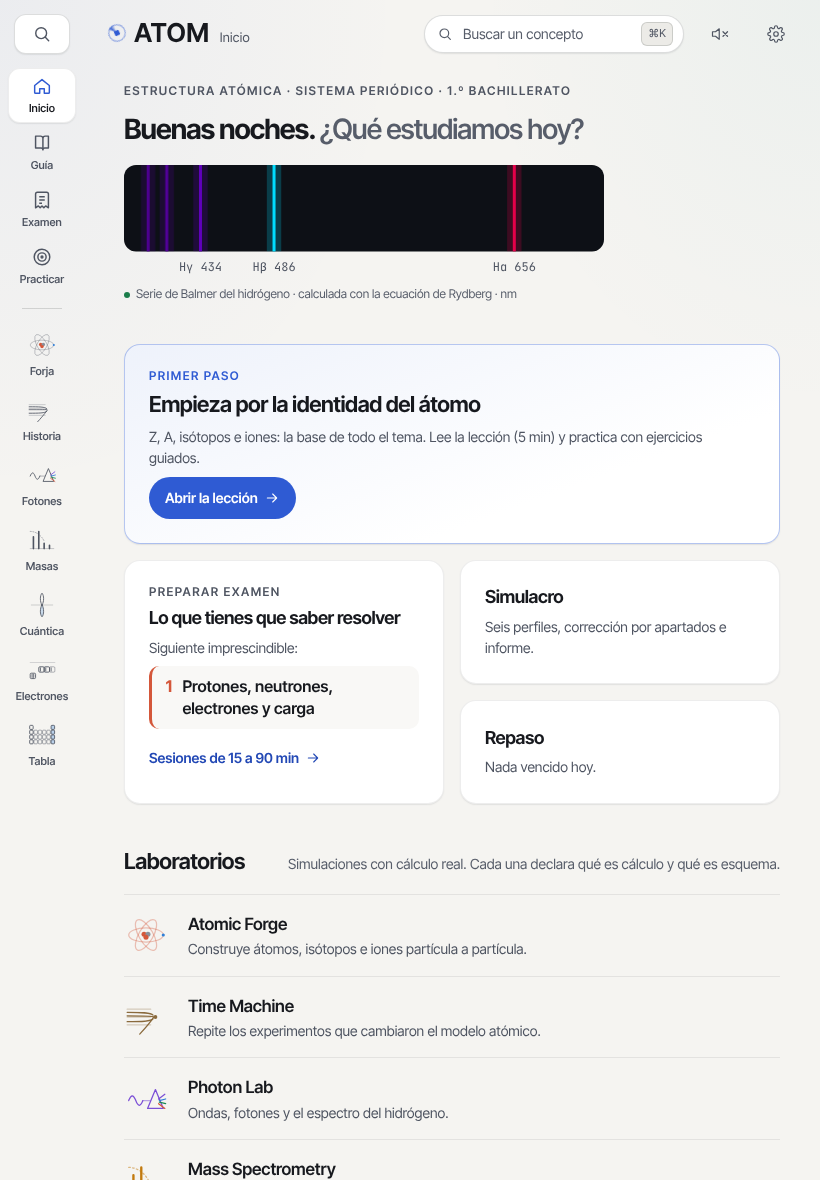 ATOM Inicio
Buscar un concepto
⌘K
Inicio
Guía
Examen
Practicar
Forja
Historia
Fotones
Masas
Cuántica
Electrones
Tabla
ESTRUCTURA ATÓMICA · SISTEMA PERIÓDICO · 1.º BACHILLERATO
Buenas noches. ¿Qué estudiamos hoy?
Hγ 434 Hβ 486 Hα 656
Serie de Balmer del hidrógeno · calculada con la ecuación de Rydberg · nm
PRIMER PASO
Empieza por la identidad del átomo
Z, A, isótopos e iones: la base de todo el tema. Lee la lección (5 min) y practica con ejercicios
guiados.
Abrir la lección →
PREPARAR EXAMEN
Lo que tienes que saber resolver
Siguiente imprescindible:
1 Protones, neutrones,
electrones y carga
Sesiones de 15 a 90 min →
Simulacro
Seis perfiles, corrección por apartados e
informe.
Repaso
Nada vencido hoy.
Laboratorios
Simulaciones con cálculo real. Cada una declara qué es cálculo y qué es esquema.
Atomic Forge
Construye átomos, isótopos e iones partícula a partícula.
Time Machine
Repite los experimentos que cambiaron el modelo atómico.
Photon Lab
Ondas, fotones y el espectro del hidrógeno.
Mass Spectrometry